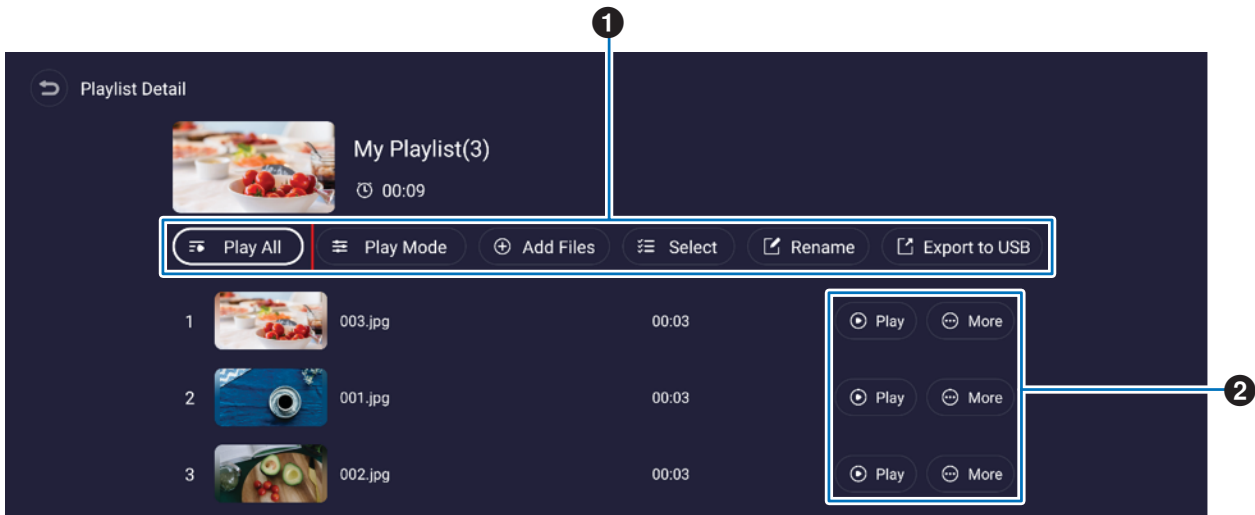 1
Playlist Detail
My Playlist(3)
00:09
Play All Play Mode Add Files Select Rename Export to USB
1 003.jpg 00:03 Play More
2 001.jpg 00:03 Play More
2
3 002.jpg 00:03 Play More